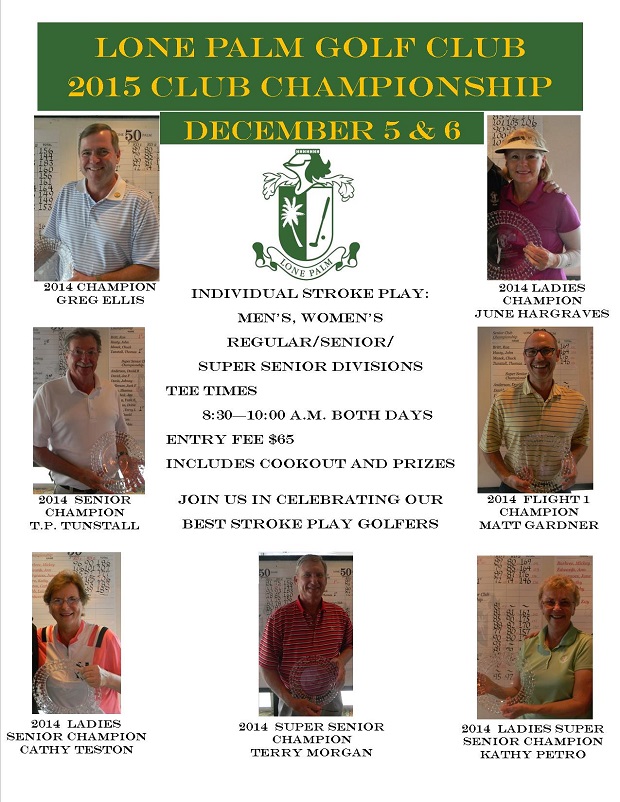 LONE PALM GOLF CLUB
2015 CLUB CHAMPIONSHIP
DECEMBER 5 & 6
LONE PALM
2014 CHAMPION
GREG ELLIS
2014 LADIES
CHAMPION
JUNE HARGRAVES
INDIVIDUAL STROKE PLAY:
MEN'S, WOMEN'S
REGULAR/SENIOR/
SUPER SENIOR DIVISIONS
TEE TIMES
8:30—10:00 A.M. BOTH DAYS
ENTRY FEE $65
INCLUDES COOKOUT AND PRIZES
JOIN US IN CELEBRATING OUR
BEST STROKE PLAY GOLFERS
2014 SENIOR
CHAMPION
T.P. TUNSTALL
2014 FLIGHT 1
CHAMPION
MATT GARDNER
2014 LADIES
SENIOR CHAMPION
CATHY TESTON
2014 SUPER SENIOR
CHAMPION
TERRY MORGAN
2014 LADIES SUPER
SENIOR CHAMPION
KATHY PETRO